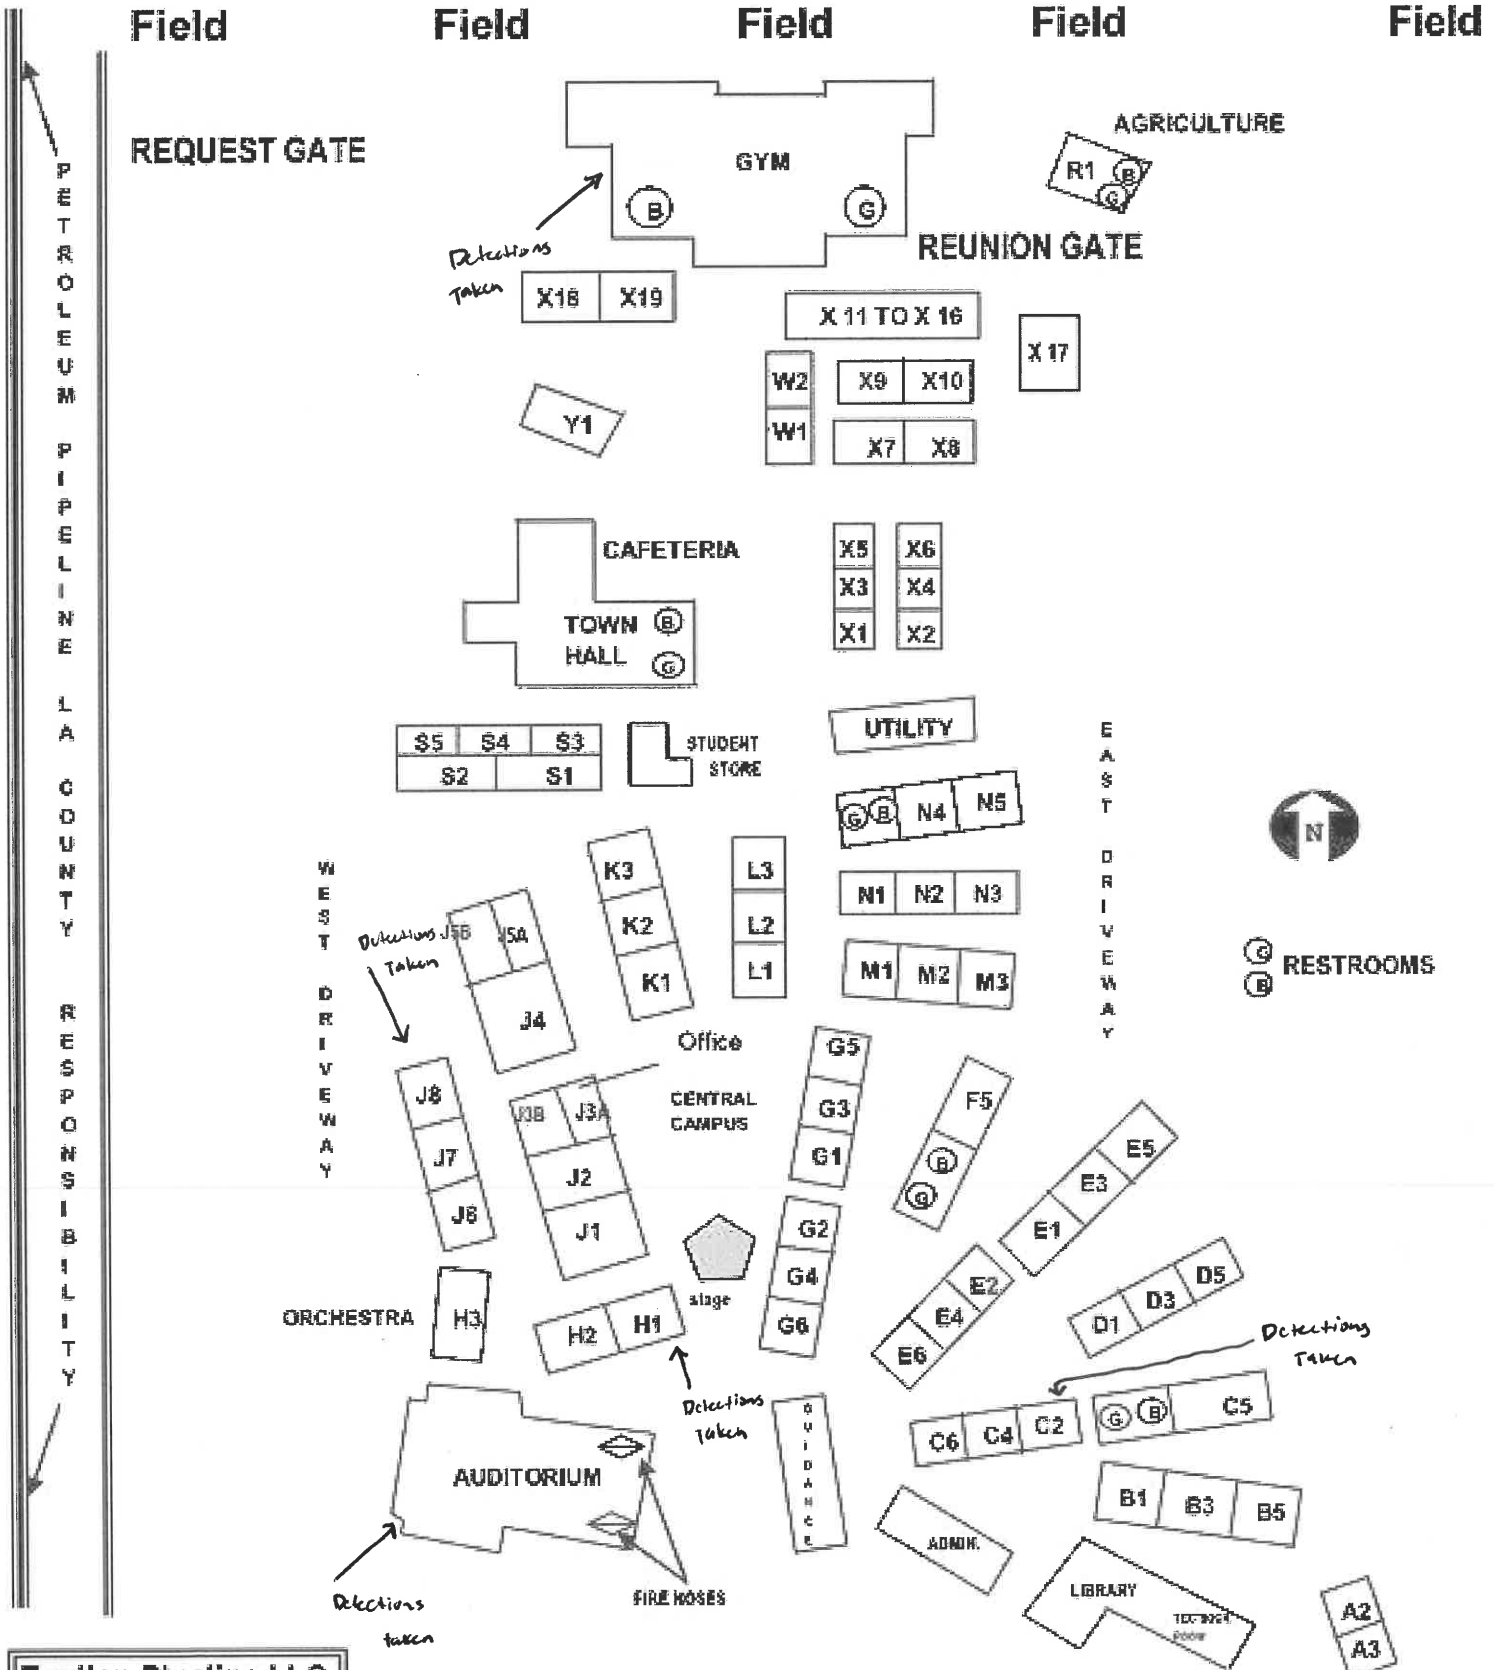 Field Field Field Field Field
REQUEST GATE
GYM
B G
AGRICULTURE
R1 B
G
REUNION GATE
Detections
Taken
X18 X19
X 11 TO X 16
X 17
W2 X9 X10
W1 X7 X8
Y1
CAFETERIA
TOWN B
HALL G
X5 X6
X3 X4
X1 X2
UTILITY
S5 S4 S3
S2 S1
STUDENT
STORE
G B N4 N5
N1 N2 N3
M1 M2 M3
K3
K2
K1
L3
L2
L1
PETROLEUM PIPELINE LA COUNTY RESPONSIBILITY
WEST DRIVEWAY
EAST DRIVEWAY
N
G
B
RESTROOMS
Detections
Taken
J5B J5A
J4
Office
CENTRAL
CAMPUS
J8
J7
J6
J3B J3A
J2
J1
G5
G3
G1
G2
G4
G6
F5
B
G
E5
E3
E1
E2
E4
E6
D5
D3
D1
stage
ORCHESTRA
H3
H2 H1
Detections
Taken
Detections
Taken
C6 C4 C2
G B C5
B1 B3 B5
GUIDANCE
AUDITORIUM
FIRE HOSES
Detections
taken
ADMIN.
LIBRARY
A2
A3